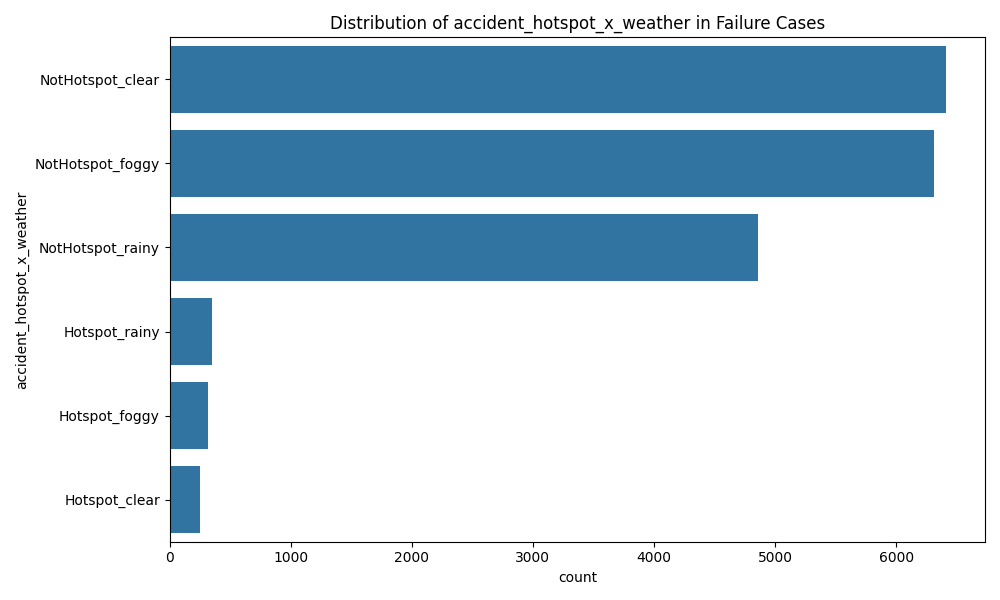 Distribution of accident_hotspot_x_weather in Failure Cases
accident_hotspot_x_weather
NotHotspot_clear
NotHotspot_foggy
NotHotspot_rainy
Hotspot_rainy
Hotspot_foggy
Hotspot_clear
0 1000 2000 3000 4000 5000 6000
count